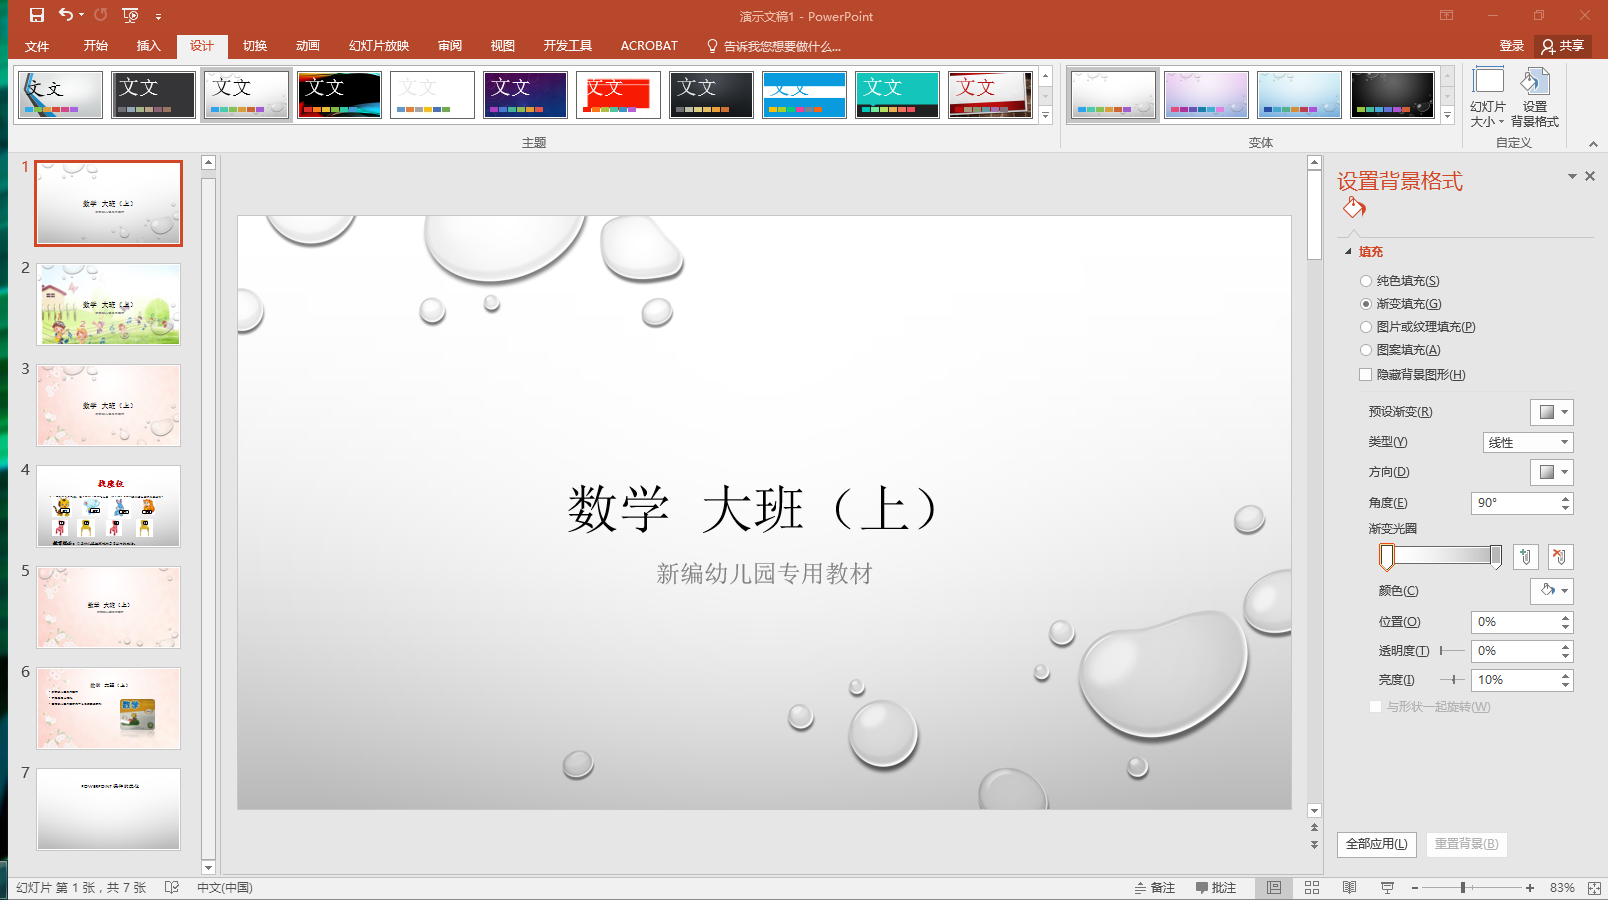 演示文稿1 - PowerPoint
文件 开始 插入 设计 切换 动画 幻灯片放映 审阅 视图 开发工具 ACROBAT 告诉我您想要做什么... 登录 共享
文文 文文 文文 文文 文文 文文 文文 文文 文文 文文 文文
幻灯片大小 设置背景格式
主题 变体 自定义
1
数学 大班（上）
2
数学 大班（上）
3
数学 大班（上）
4
找座位
5
数学 大班（上）
6
数学 大班（上）
数学
7
数学 大班（上）
新编幼儿园专用教材
设置背景格式
填充
纯色填充(S)
渐变填充(G)
图片或纹理填充(P)
图案填充(A)
隐藏背景图形(H)
预设渐变(R)
类型(Y) 线性
方向(D)
角度(E) 90°
渐变光圈
颜色(C)
位置(O) 0%
透明度(T) 0%
亮度(I) 10%
与形状一起旋转(W)
全部应用(L) 重置背景(B)
幻灯片 第 1 张，共 7 张 中文(中国) 备注 批注 83%